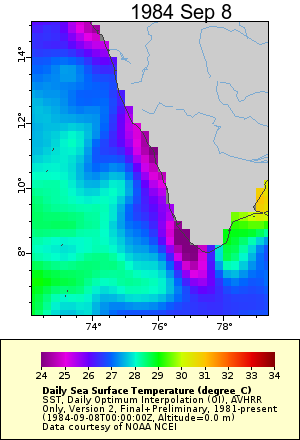 1984 Sep 8
14°
12°
10°
8°
74° 76° 78°
24 25 26 27 28 29 30 31 32 33 34
Daily Sea Surface Temperature (degree_C)
SST, Daily Optimum Interpolation (OI), AVHRR
Only, Version 2, Final+Preliminary, 1981-present
(1984-09-08T00:00:00Z, Altitude=0.0 m)
Data courtesy of NOAA NCEI